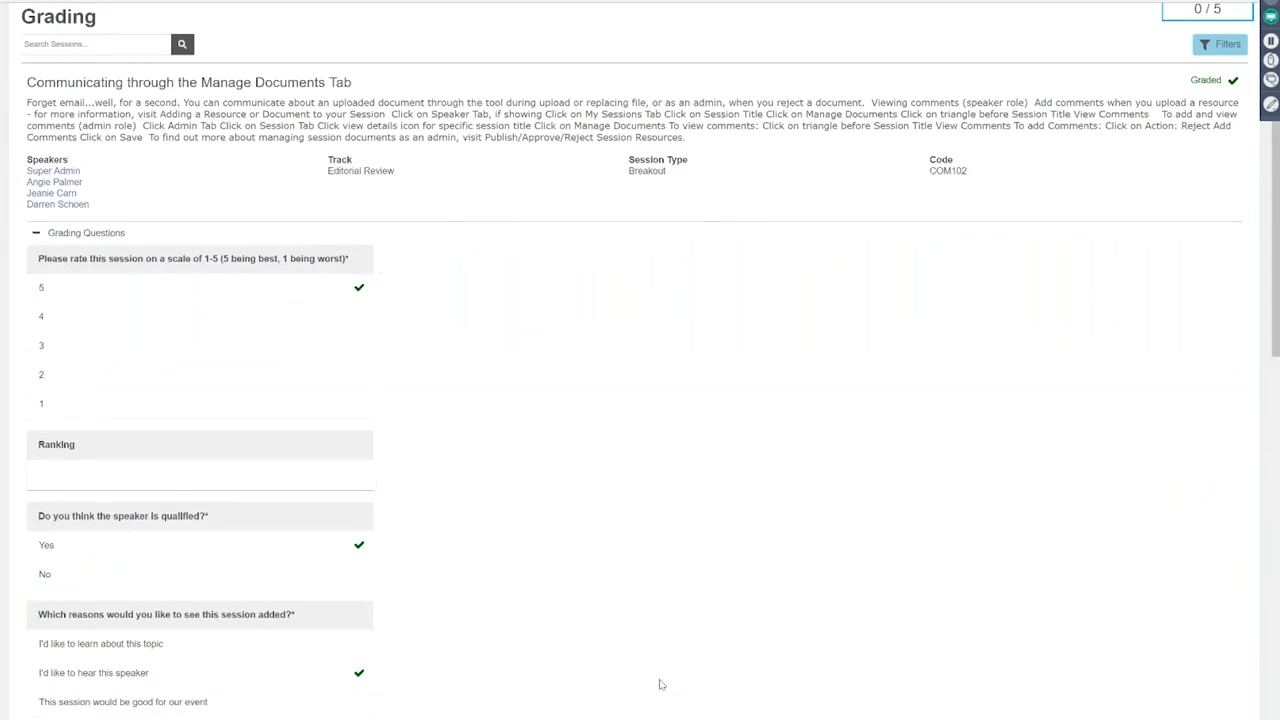 Grading
0 / 5
Search Sessions...
Filters
Communicating through the Manage Documents Tab
Graded
Forget email...well, for a second. You can communicate about an uploaded document through the tool during upload or replacing file, or as an admin, when you reject a document. Viewing comments (speaker role) Add comments when you upload a resource
- for more information, visit Adding a Resource or Document to your Session Click on Speaker Tab, if showing Click on My Sessions Tab Click on Session Title Click on Manage Documents Click on triangle before Session Title View Comments To add and view
comments (admin role) Click Admin Tab Click on Session Tab Click view details icon for specific session title Click on Manage Documents To view comments: Click on triangle before Session Title View Comments To add Comments: Click on Action: Reject Add
Comments Click on Save To find out more about managing session documents as an admin, visit Publish/Approve/Reject Session Resources.
Speakers
Super Admin
Angie Palmer
Jeanie Carn
Darren Schoen
Track
Editorial Review
Session Type
Breakout
Code
COM102
Grading Questions
Please rate this session on a scale of 1-5 (5 being best, 1 being worst)*
5
4
3
2
1
Ranking
Do you think the speaker is qualified?*
Yes
No
Which reasons would you like to see this session added?*
I'd like to learn about this topic
I'd like to hear this speaker
This session would be good for our event